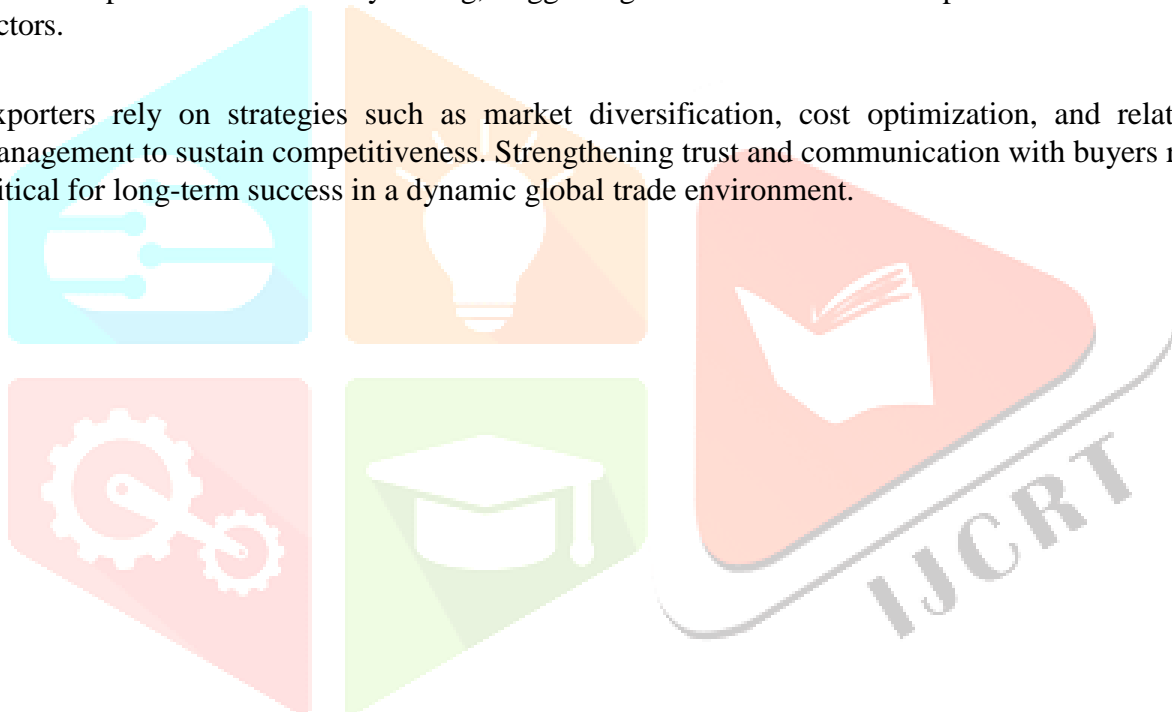 ctors.
xporters rely on strategies such as market diversification, cost optimization, and relat
anagement to sustain competitiveness. Strengthening trust and communication with buyers
itical for long-term success in a dynamic global trade environment.
IJCRT